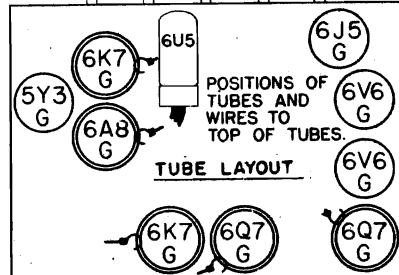 6K7
G
6U5
6J5
G
5Y3
G
6A8
G
POSITIONS OF
TUBES AND
WIRES TO
TOP OF TUBES.
6V6
G
TUBE LAYOUT
6V6
G
6K7
G
6Q7
G
6Q7
G